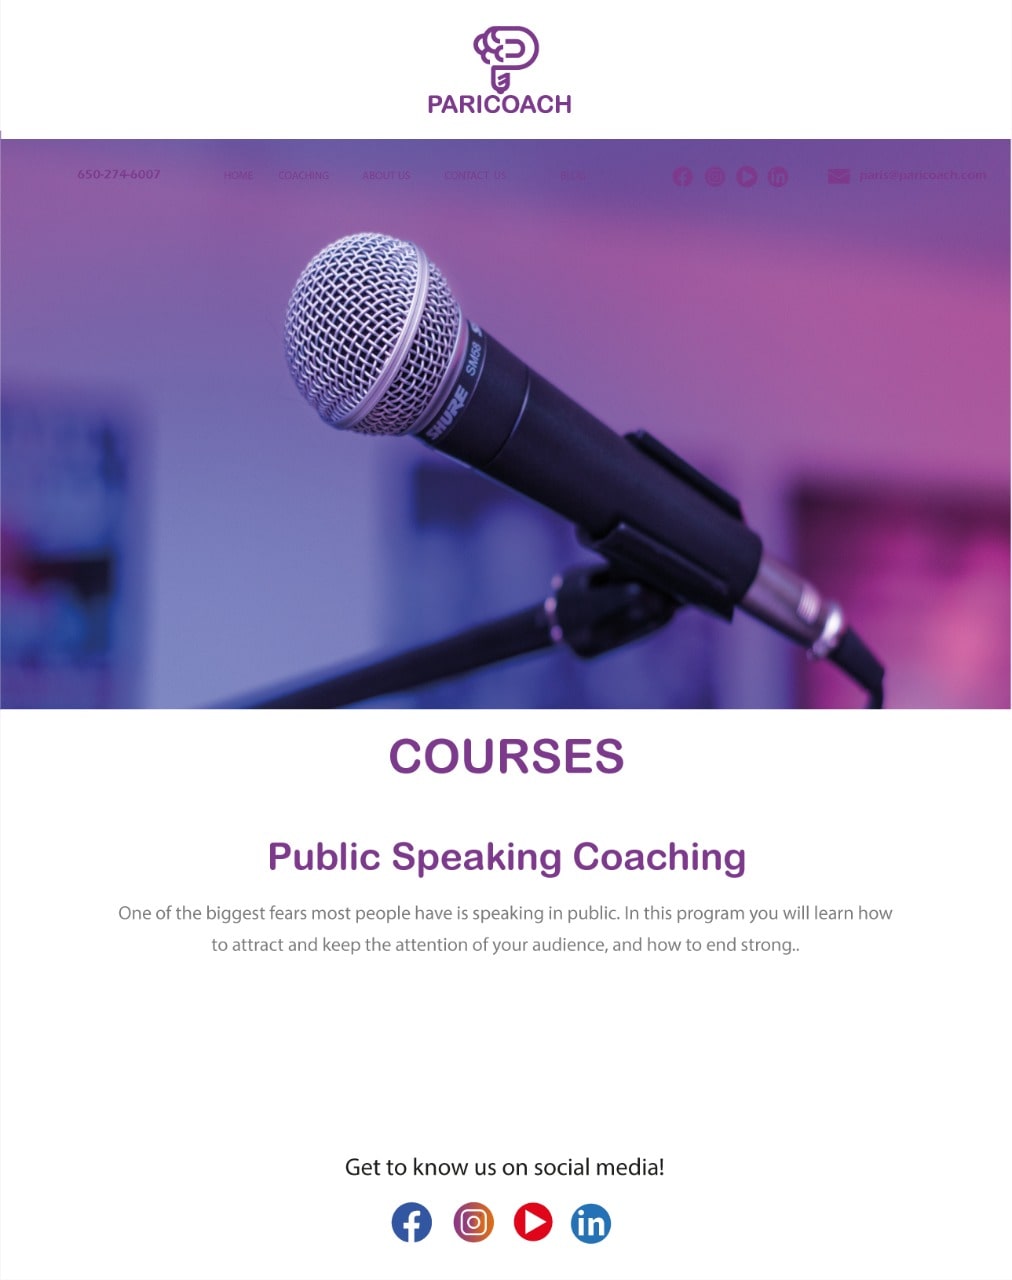 PARICOACH
650-274-6007 HOME COACHING ABOUT US CONTACT US BLOG paris@paricoach.com
SHURE SM58
COURSES
Public Speaking Coaching
One of the biggest fears most people have is speaking in public. In this program you will learn how
to attract and keep the attention of your audience, and how to end strong..
Get to know us on social media!